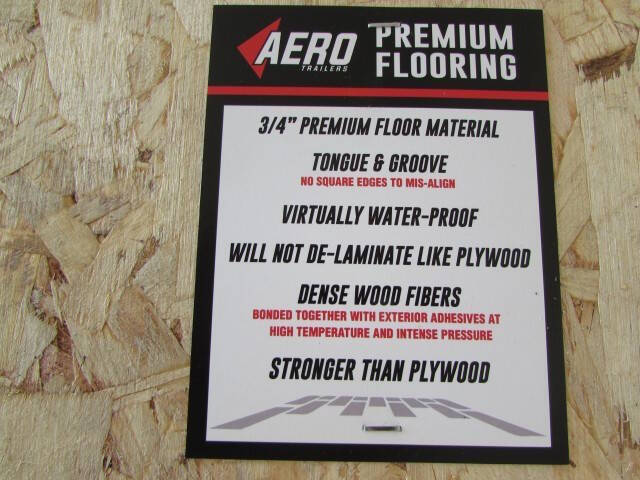 AERO
TRAILERS
PREMIUM
FLOORING
3/4" PREMIUM FLOOR MATERIAL
TONGUE & GROOVE
NO SQUARE EDGES TO MIS-ALIGN
VIRTUALLY WATER-PROOF
WILL NOT DE-LAMINATE LIKE PLYWOOD
DENSE WOOD FIBERS
BONDED TOGETHER WITH EXTERIOR ADHESIVES AT
HIGH TEMPERATURE AND INTENSE PRESSURE
STRONGER THAN PLYWOOD